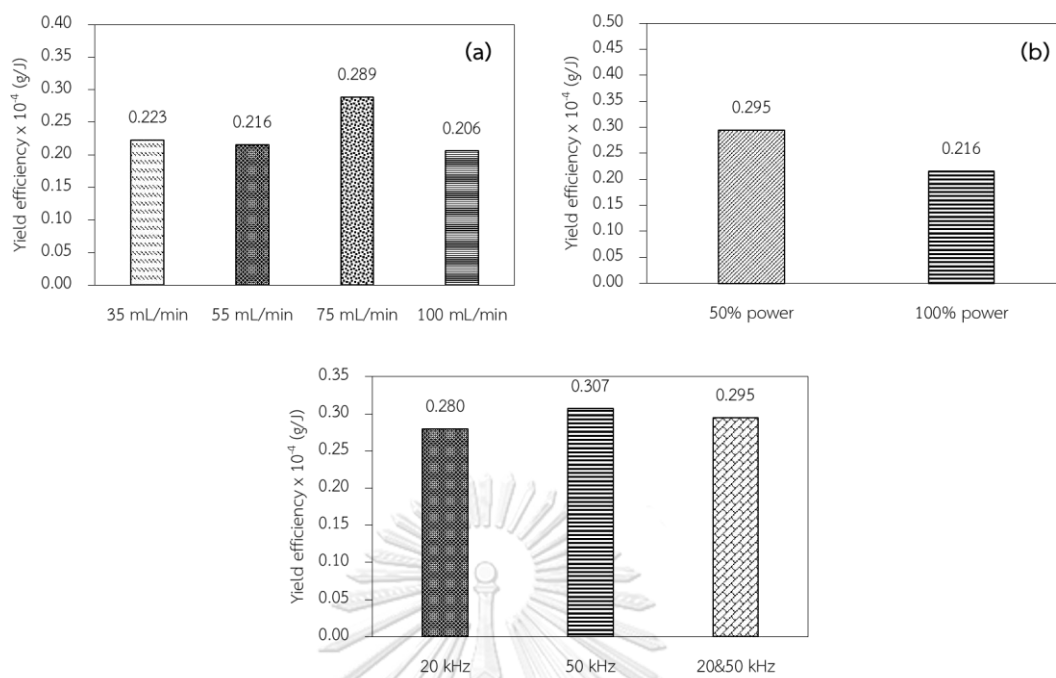 Yield efficiency x 10⁻⁴ (g/J)
0.40
0.35
0.30
0.25
0.20
0.15
0.10
0.05
0.00
(a)
0.223
0.216
0.289
0.206
35 mL/min
55 mL/min
75 mL/min
100 mL/min
Yield efficiency x 10⁻⁴ (g/J)
0.50
0.45
0.40
0.35
0.30
0.25
0.20
0.15
0.10
0.05
0.00
(b)
0.295
0.216
50% power
100% power
Yield efficiency x 10⁻⁴ (g/J)
0.35
0.30
0.25
0.20
0.15
0.10
0.05
0.00
0.280
0.307
0.295
20 kHz
50 kHz
20&50 kHz